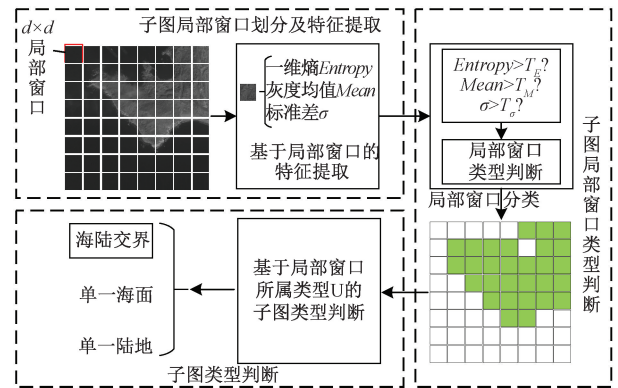 子图局部窗口划分及特征提取
d×d
局部窗口
一维熵Entropy
灰度均值Mean
标准差σ
基于局部窗口的
特征提取
Entropy>T_E?
Mean>T_M?
σ>T_σ?
局部窗口
类型判断
子图局部窗口类型判断
局部窗口分类
基于局部窗口
所属类型U的
子图类型判断
海陆交界
单一海面
单一陆地
子图类型判断